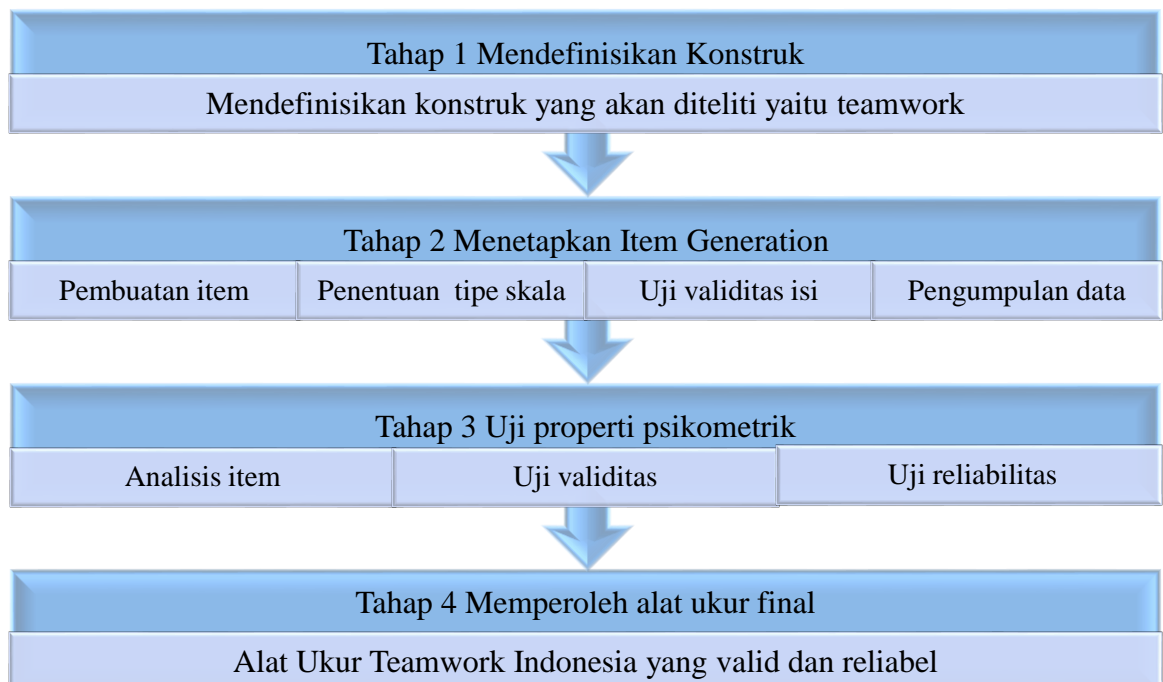 Tahap 1 Mendefinisikan Konstruk
Mendefinisikan konstruk yang akan diteliti yaitu teamwork
Tahap 2 Menetapkan Item Generation
Pembuatan item
Penentuan tipe skala
Uji validitas isi
Pengumpulan data
Tahap 3 Uji properti psikometrik
Analisis item
Uji validitas
Uji reliabilitas
Tahap 4 Memperoleh alat ukur final
Alat Ukur Teamwork Indonesia yang valid dan reliabel